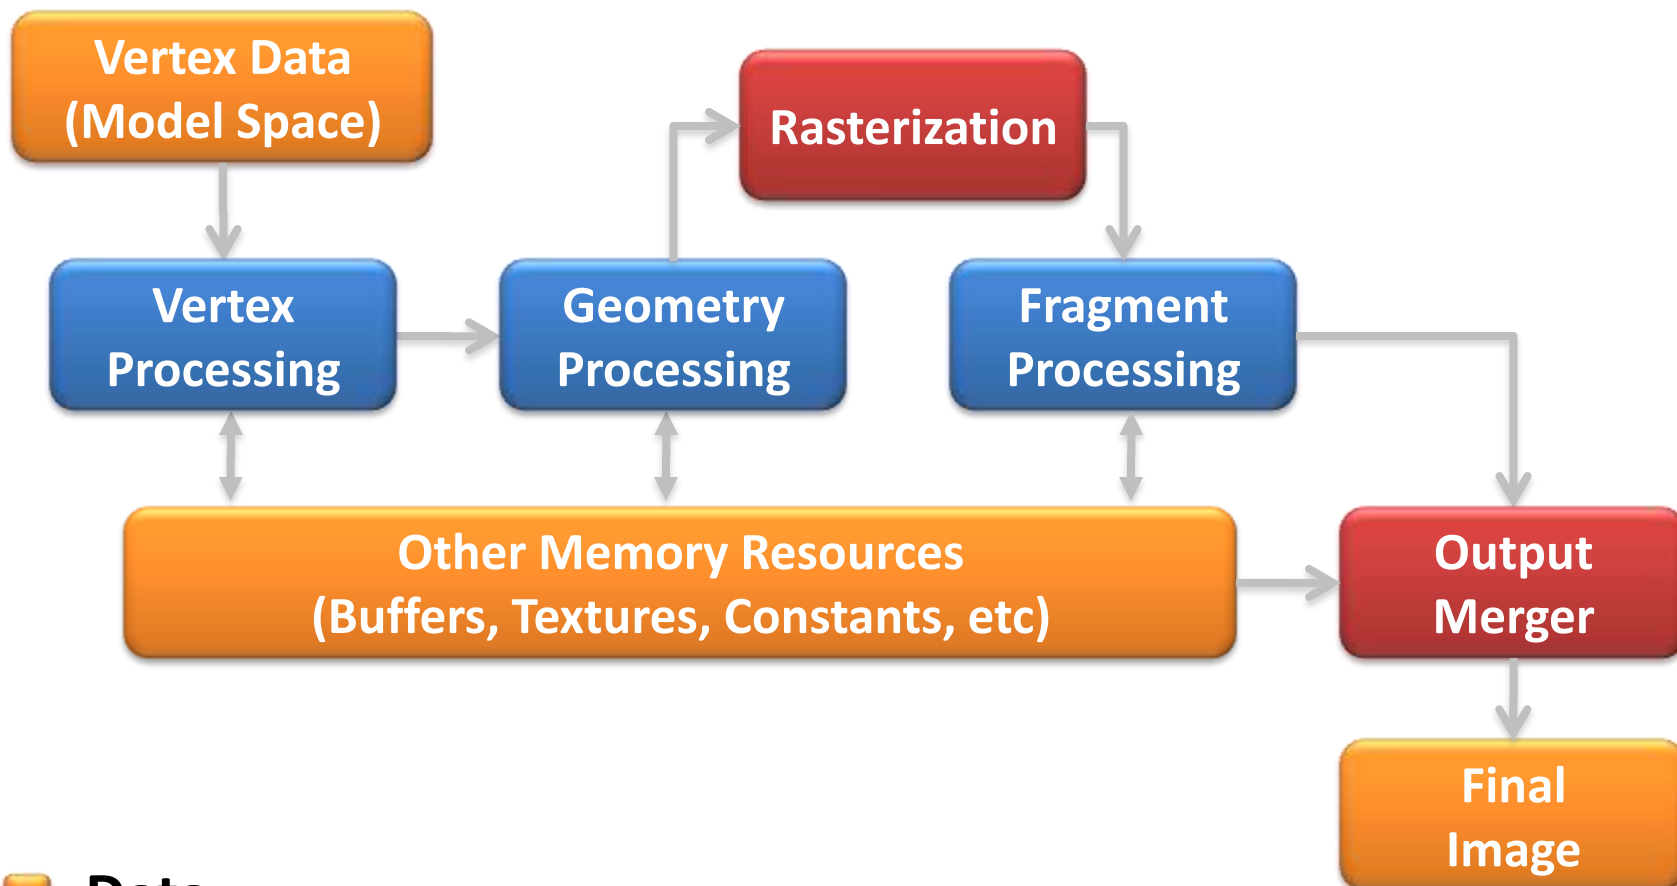 Vertex Data
(Model Space)
Rasterization
Vertex
Processing
Geometry
Processing
Fragment
Processing
Other Memory Resources
(Buffers, Textures, Constants, etc)
Output
Merger
Final
Image
Data